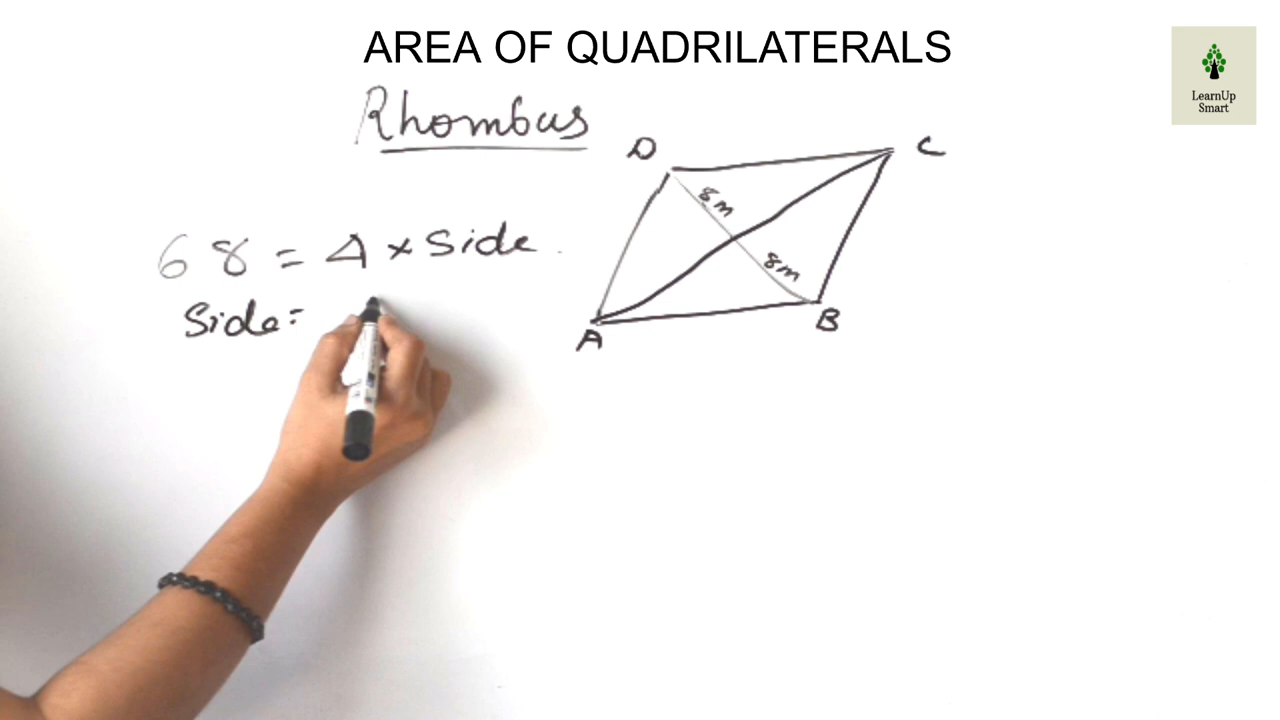 AREA OF QUADRILATERALS
LearnUp
Smart
Rhombus
D
C
8m
68 = 4 × Side
8m
Side =
B
A